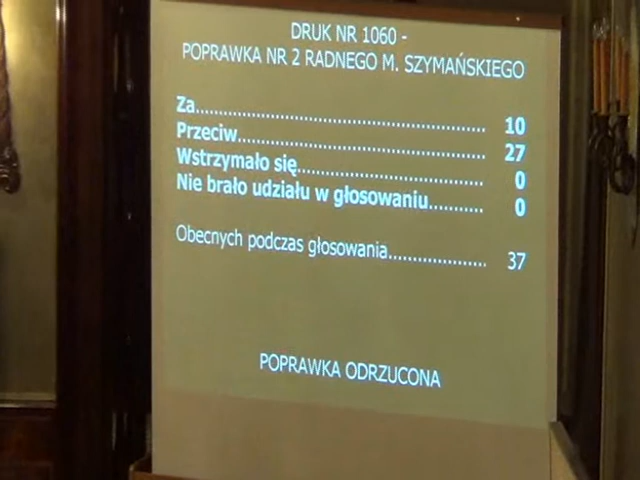 DRUK NR 1060 -
POPRAWKA NR 2 RADNEGO M. SZYMAŃSKIEGO
Za.................................................. 10
Przeciw............................................ 27
Wstrzymało się................................ 0
Nie brało udziału w głosowaniu.......... 0
Obecnych podczas głosowania................... 37
POPRAWKA ODRZUCONA